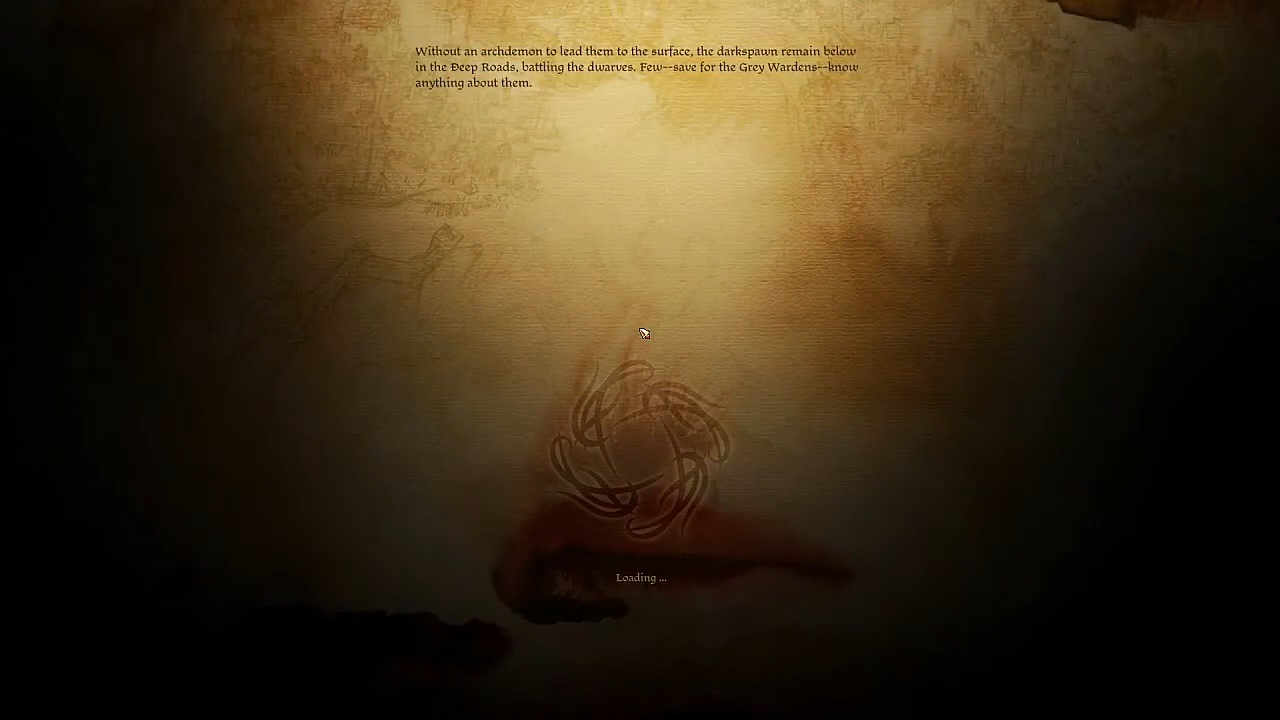 Without an archdemon to lead them to the surface, the darkspawn remain below
in the Deep Roads, battling the dwarves. Few--save for the Grey Wardens--know
anything about them.
Loading ...